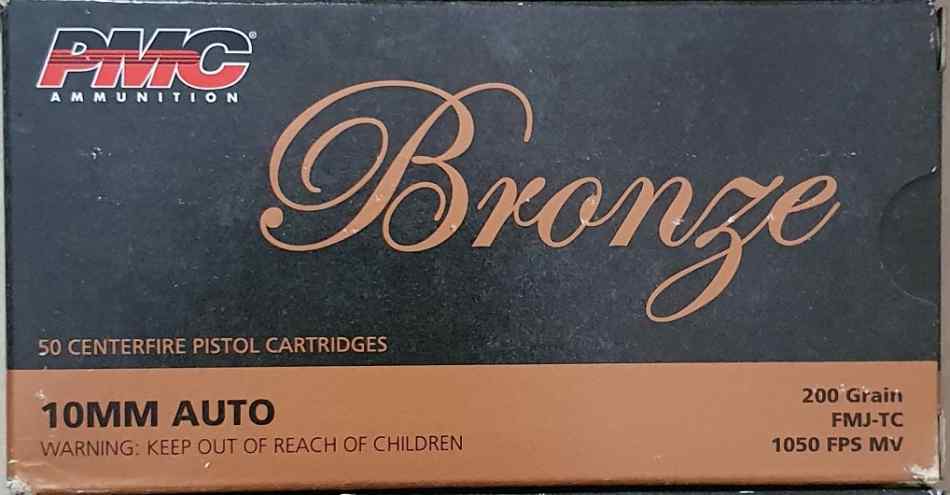 PMC®
AMMUNITION
Bronze
50 CENTERFIRE PISTOL CARTRIDGES
10MM AUTO
WARNING: KEEP OUT OF REACH OF CHILDREN
200 Grain
FMJ-TC
1050 FPS MV